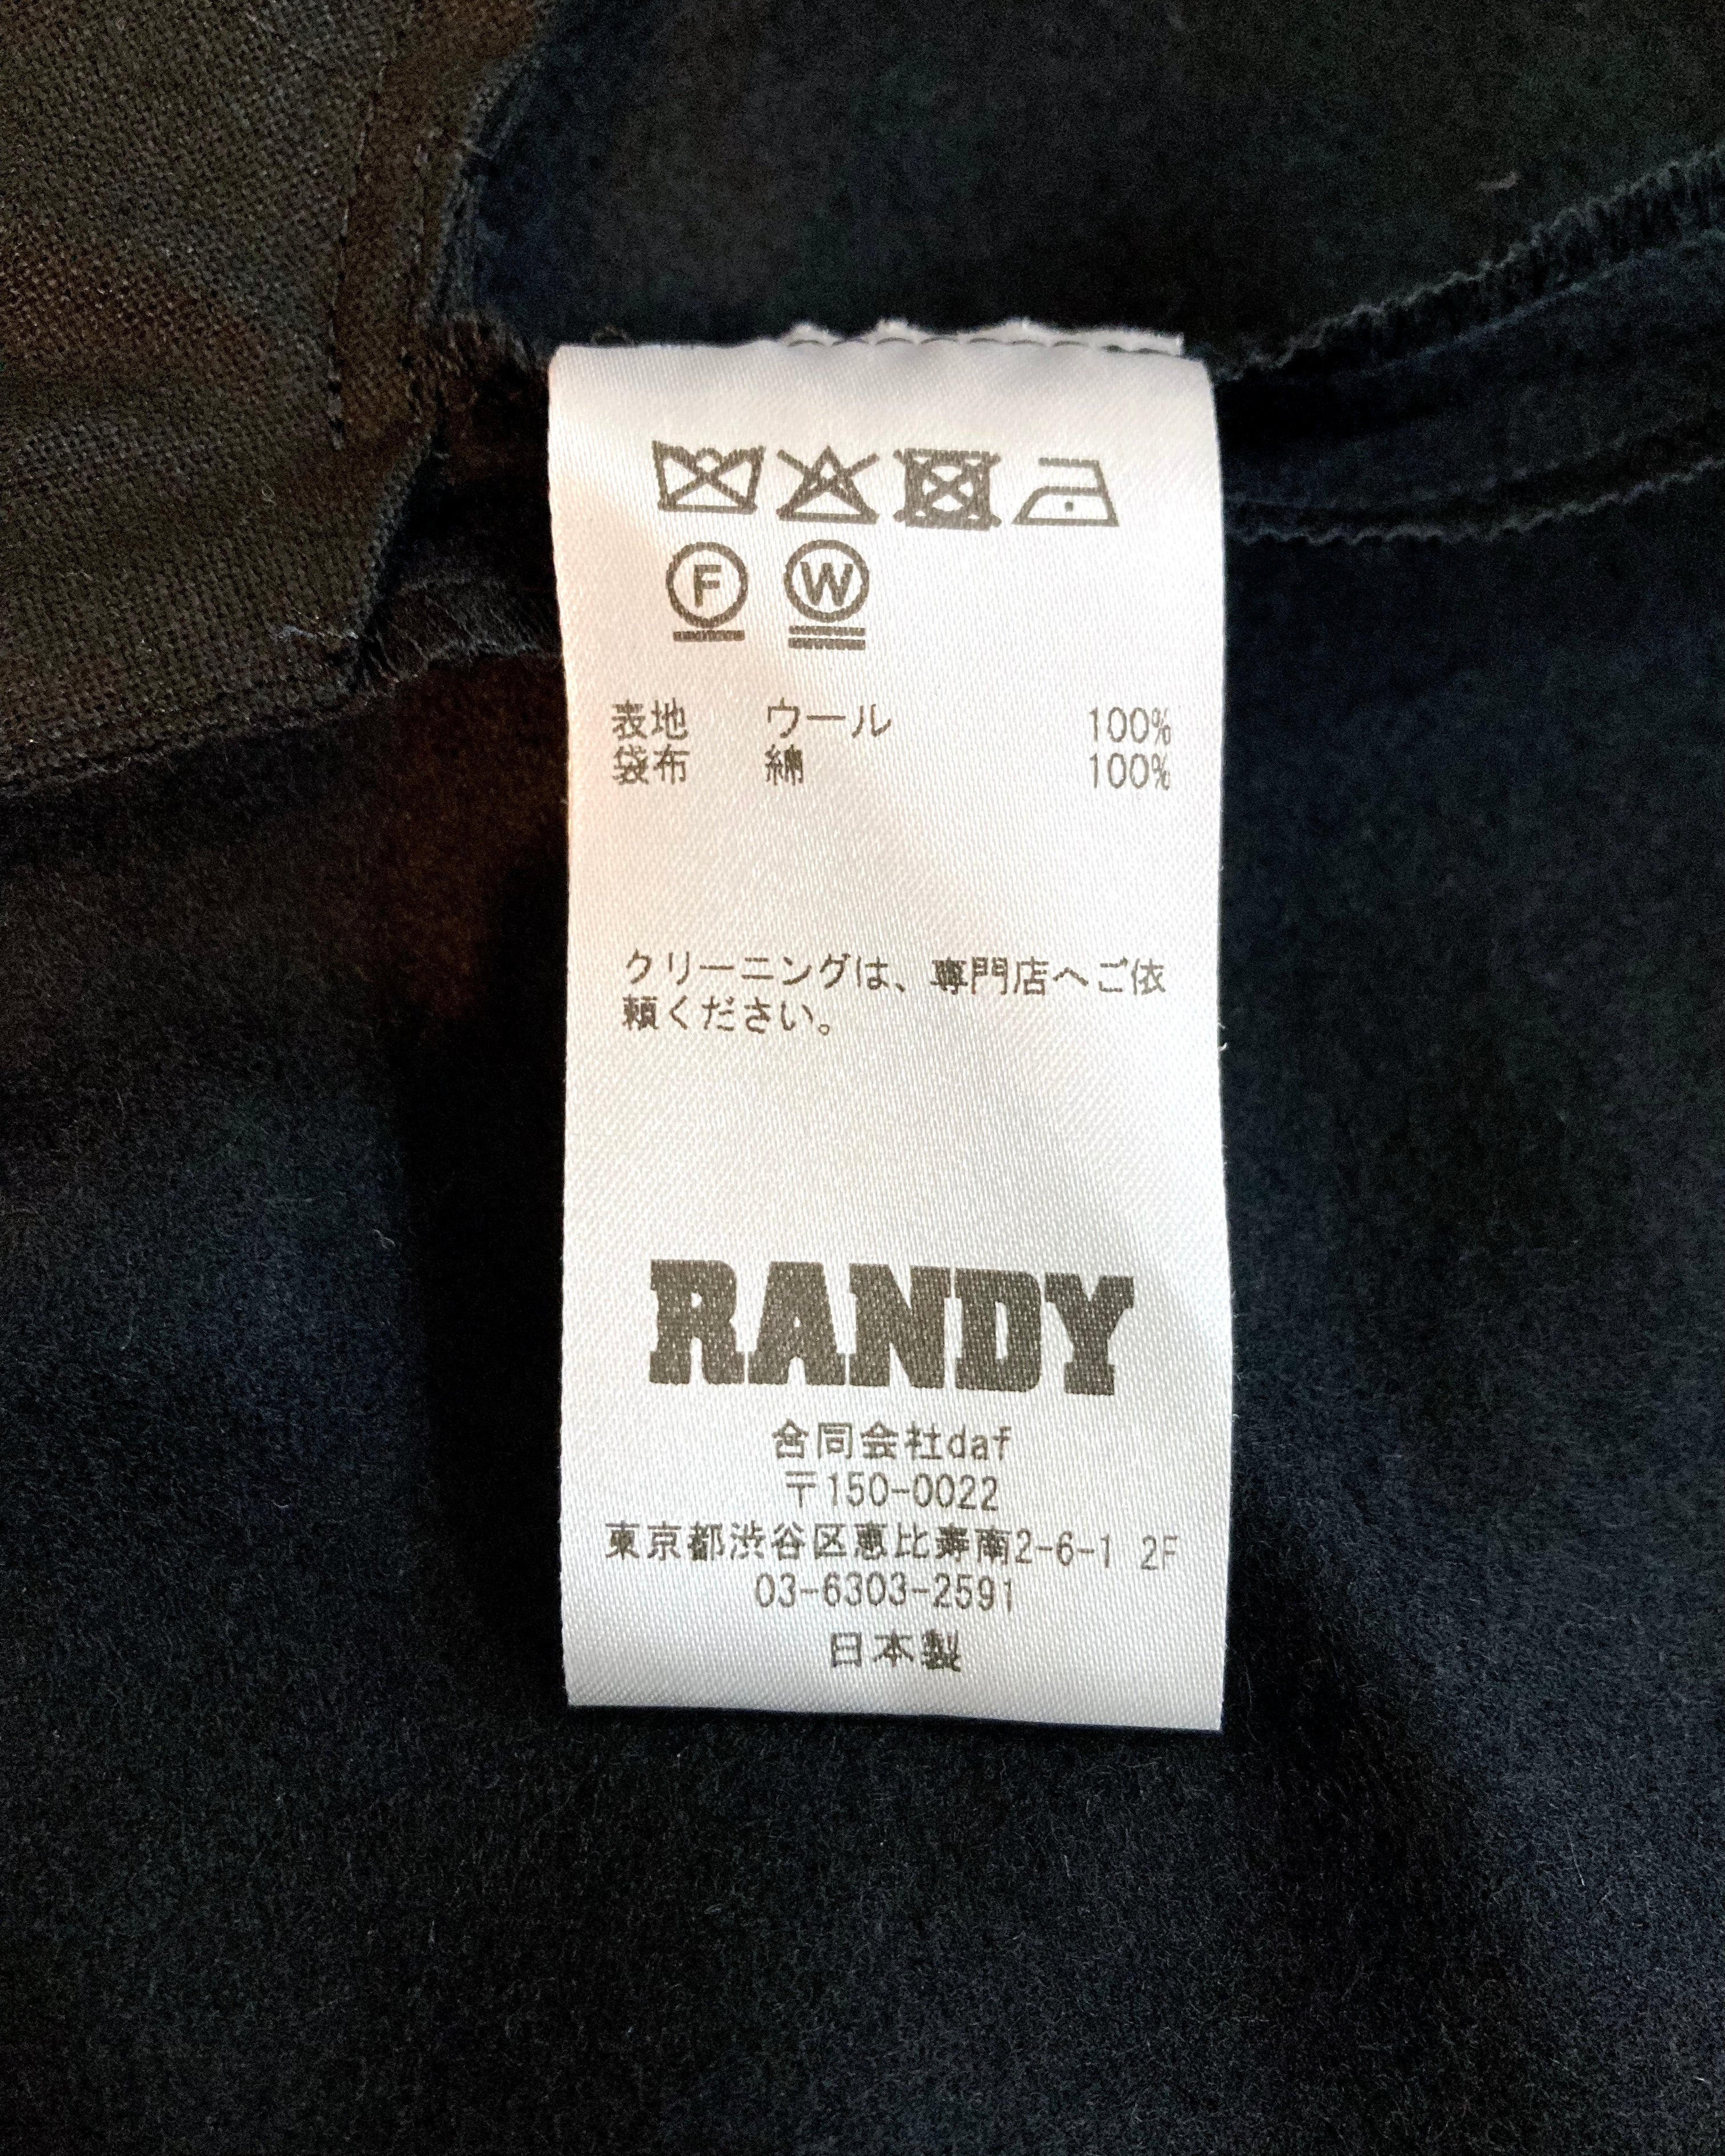 F W
表地 ウール 100%
袋布 綿 100%
クリーニングは、専門店へご依
頼ください。
RANDY
合同会社daf
〒150-0022
東京都渋谷区恵比寿南2-6-1 2F
03-6303-2591
日本製